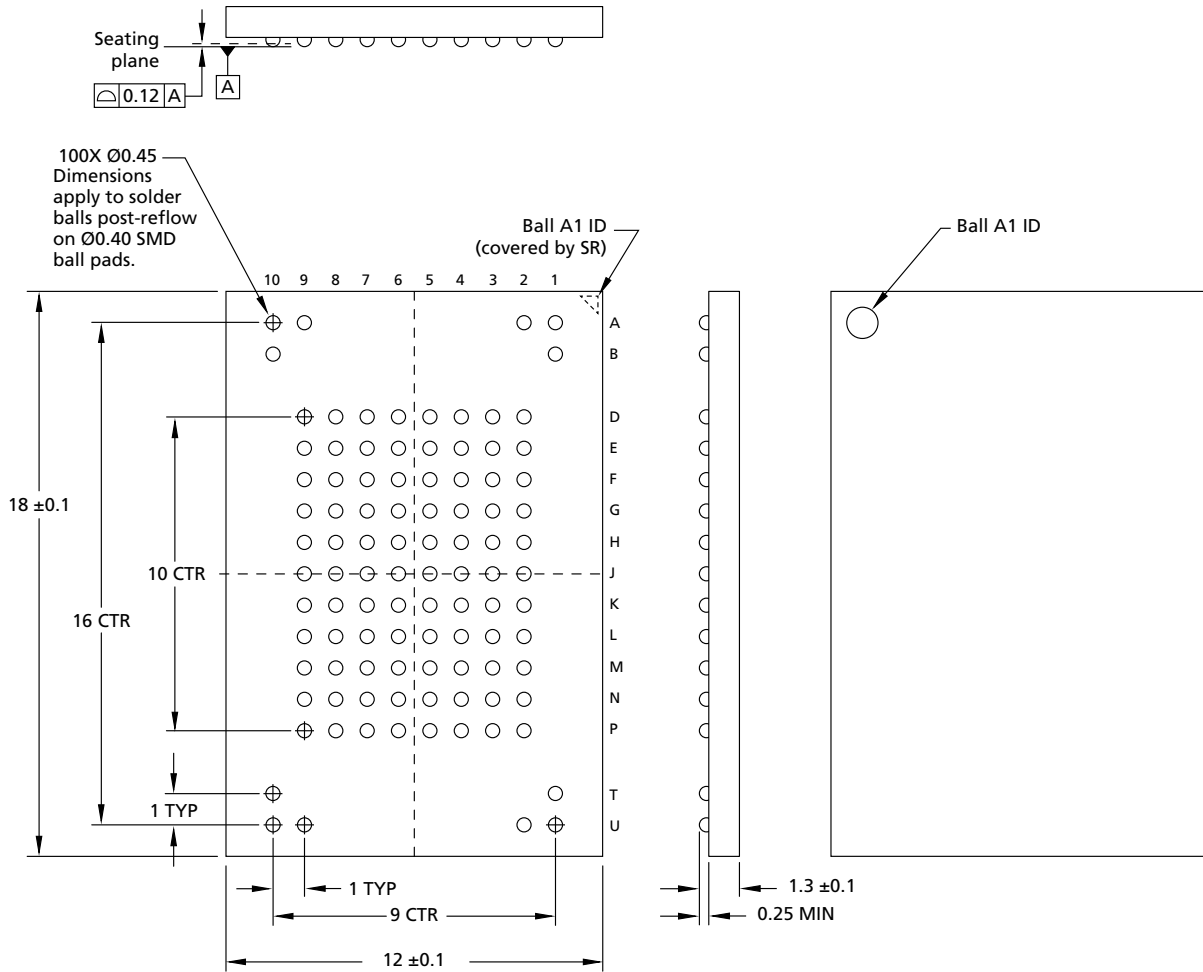 Seating
plane
A
0.12 A
100X Ø0.45
Dimensions
apply to solder
balls post-reflow
on Ø0.40 SMD
ball pads.
Ball A1 ID
(covered by SR)
Ball A1 ID
10 9 8 7 6 5 4 3 2 1
A
B
D
E
F
G
H
J
K
L
M
N
P
T
U
18 ±0.1
16 CTR
10 CTR
1 TYP
1 TYP
9 CTR
12 ±0.1
1.3 ±0.1
0.25 MIN